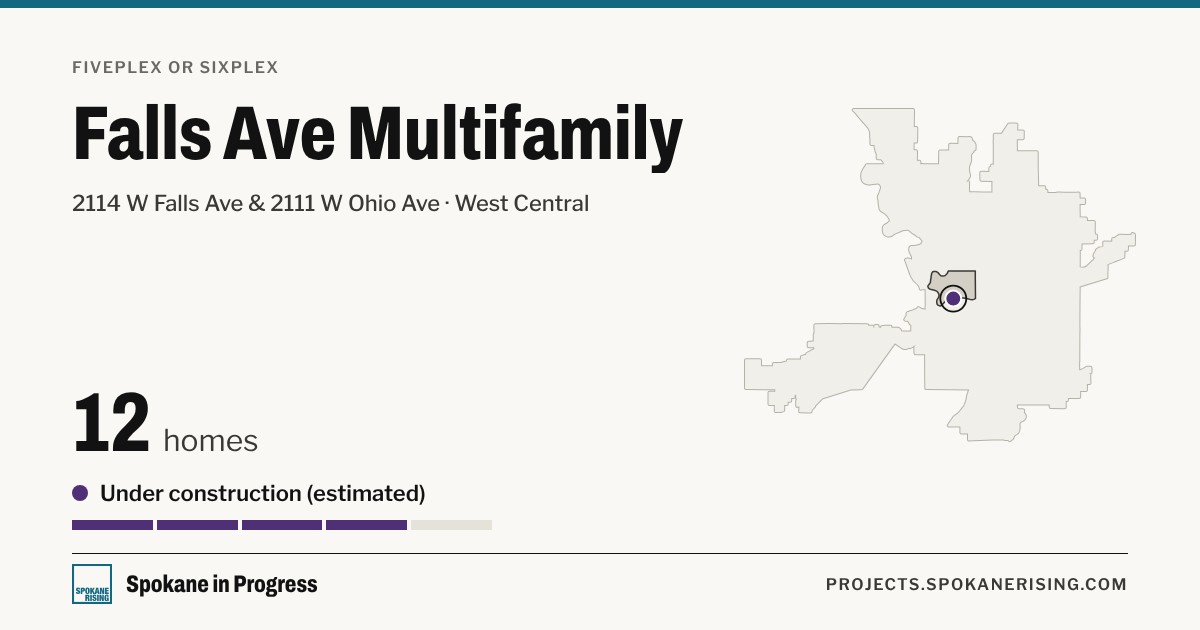 FIVEPLEX OR SIXPLEX
Falls Ave Multifamily
2114 W Falls Ave & 2111 W Ohio Ave · West Central
12 homes
Under construction (estimated)
SPOKANE
RISING
Spokane in Progress
PROJECTS.SPOKANERISING.COM